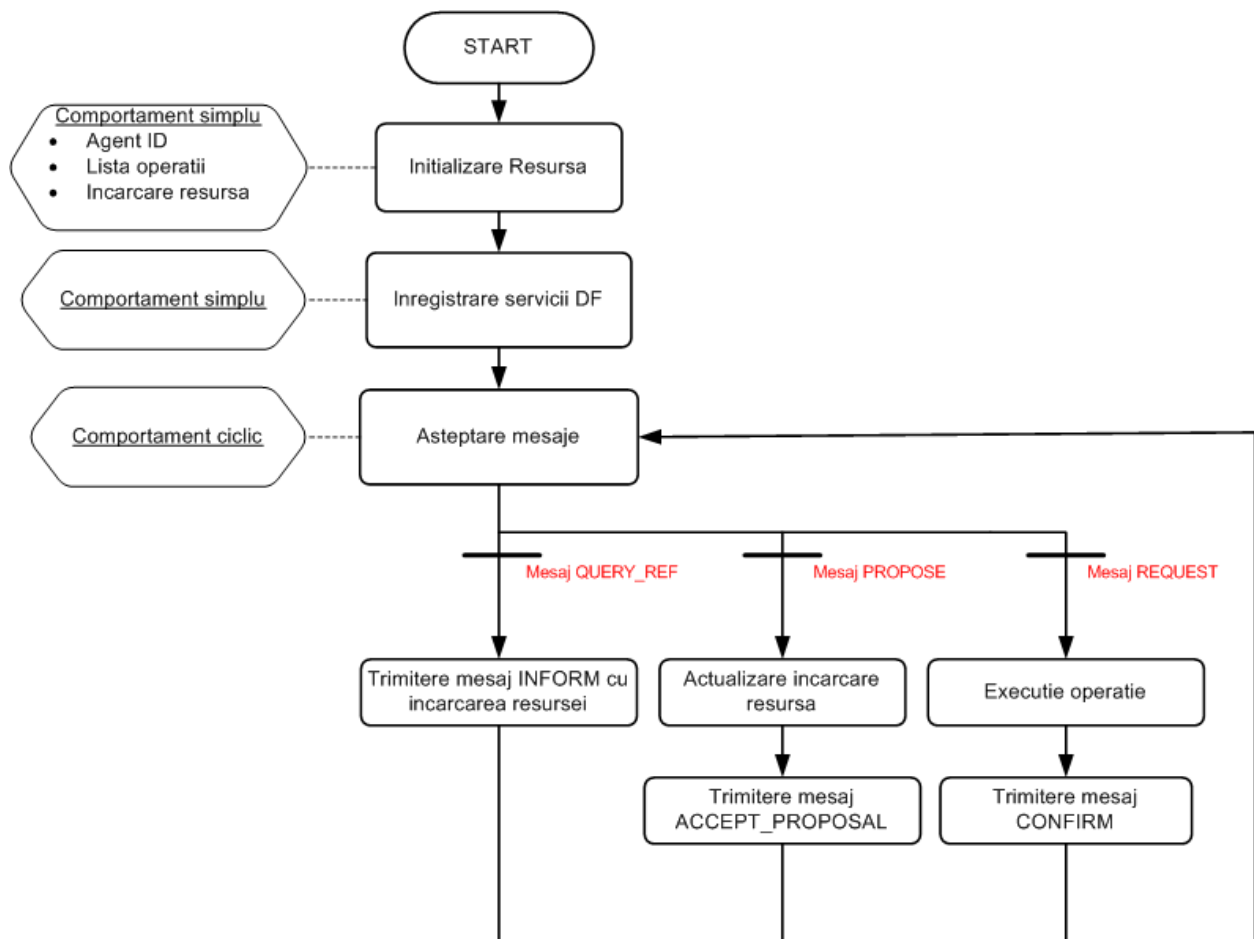 START
Comportament simplu
• Agent ID
• Lista operatii
• Incarcare resursa
Initializare Resursa
Comportament simplu
Inregistrare servicii DF
Comportament ciclic
Asteptare mesaje
Mesaj QUERY_REF
Mesaj PROPOSE
Mesaj REQUEST
Trimitere mesaj INFORM cu
incarcarea resursei
Actualizare incarcare
resursa
Executie operatie
Trimitere mesaj
ACCEPT_PROPOSAL
Trimitere mesaj
CONFIRM